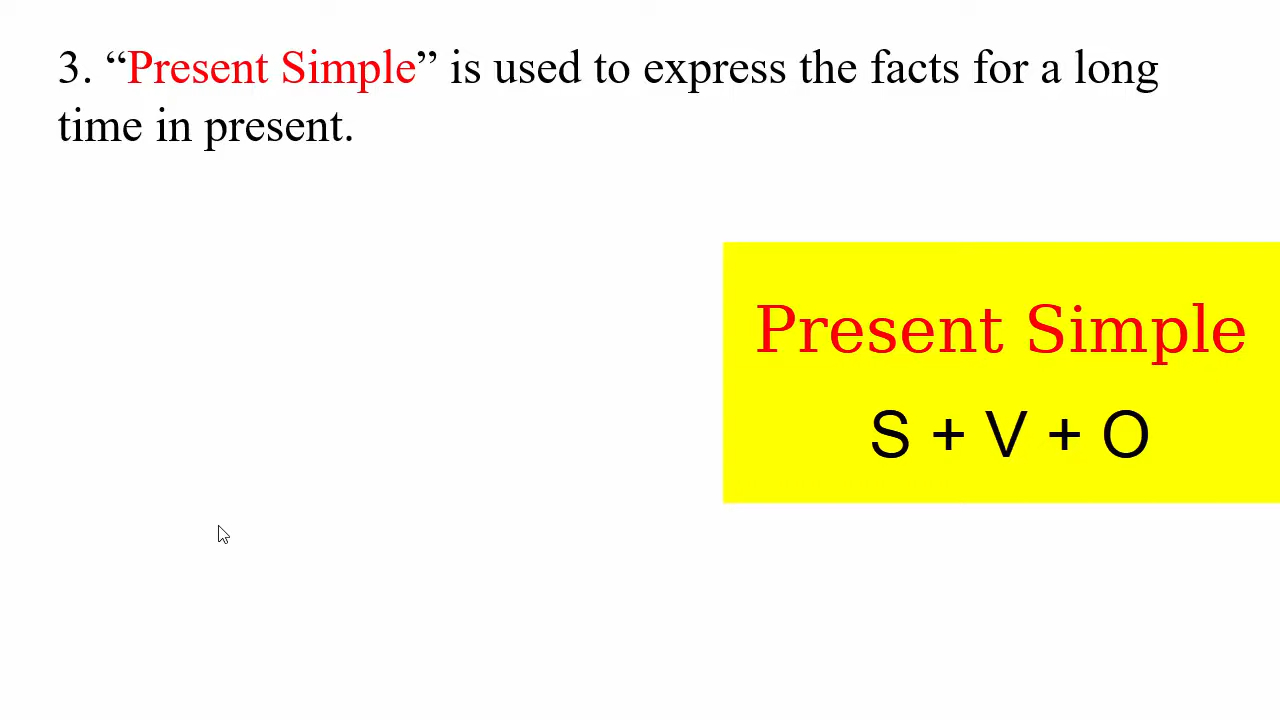 3. “Present Simple” is used to express the facts for a long
time in present.
Present Simple
S + V + O